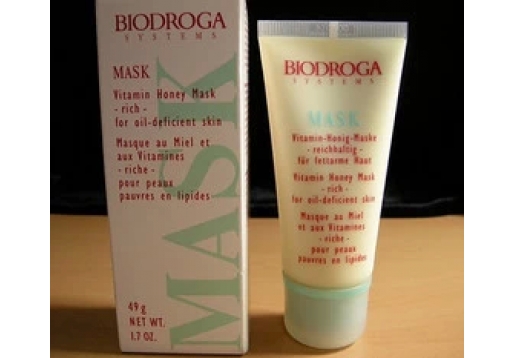 BIODROGA
SYSTEMS
MASK
Vitamin Honey Mask
- rich -
for oil-deficient skin
Masque au Miel et
aux Vitamines
- riche -
pour peaux
pauvres en lipides
MASK
49 g
NET WT.
1.7 OZ.
BIODROGA
SYSTEMS
MASK
Vitamin-Honig-Maske
- reichhaltig -
für fettarme Haut
Vitamin Honey Mask
- rich -
for oil-deficient skin
Masque au Miel
et aux Vitamines
- riche -
pour peaux
pauvres en lipides